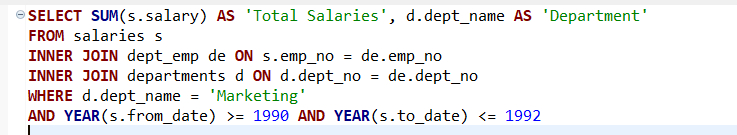 SELECT SUM(s.salary) AS 'Total Salaries', d.dept_name AS 'Department'
FROM salaries s
INNER JOIN dept_emp de ON s.emp_no = de.emp_no
INNER JOIN departments d ON d.dept_no = de.dept_no
WHERE d.dept_name = 'Marketing'
AND YEAR(s.from_date) >= 1990 AND YEAR(s.to_date) <= 1992